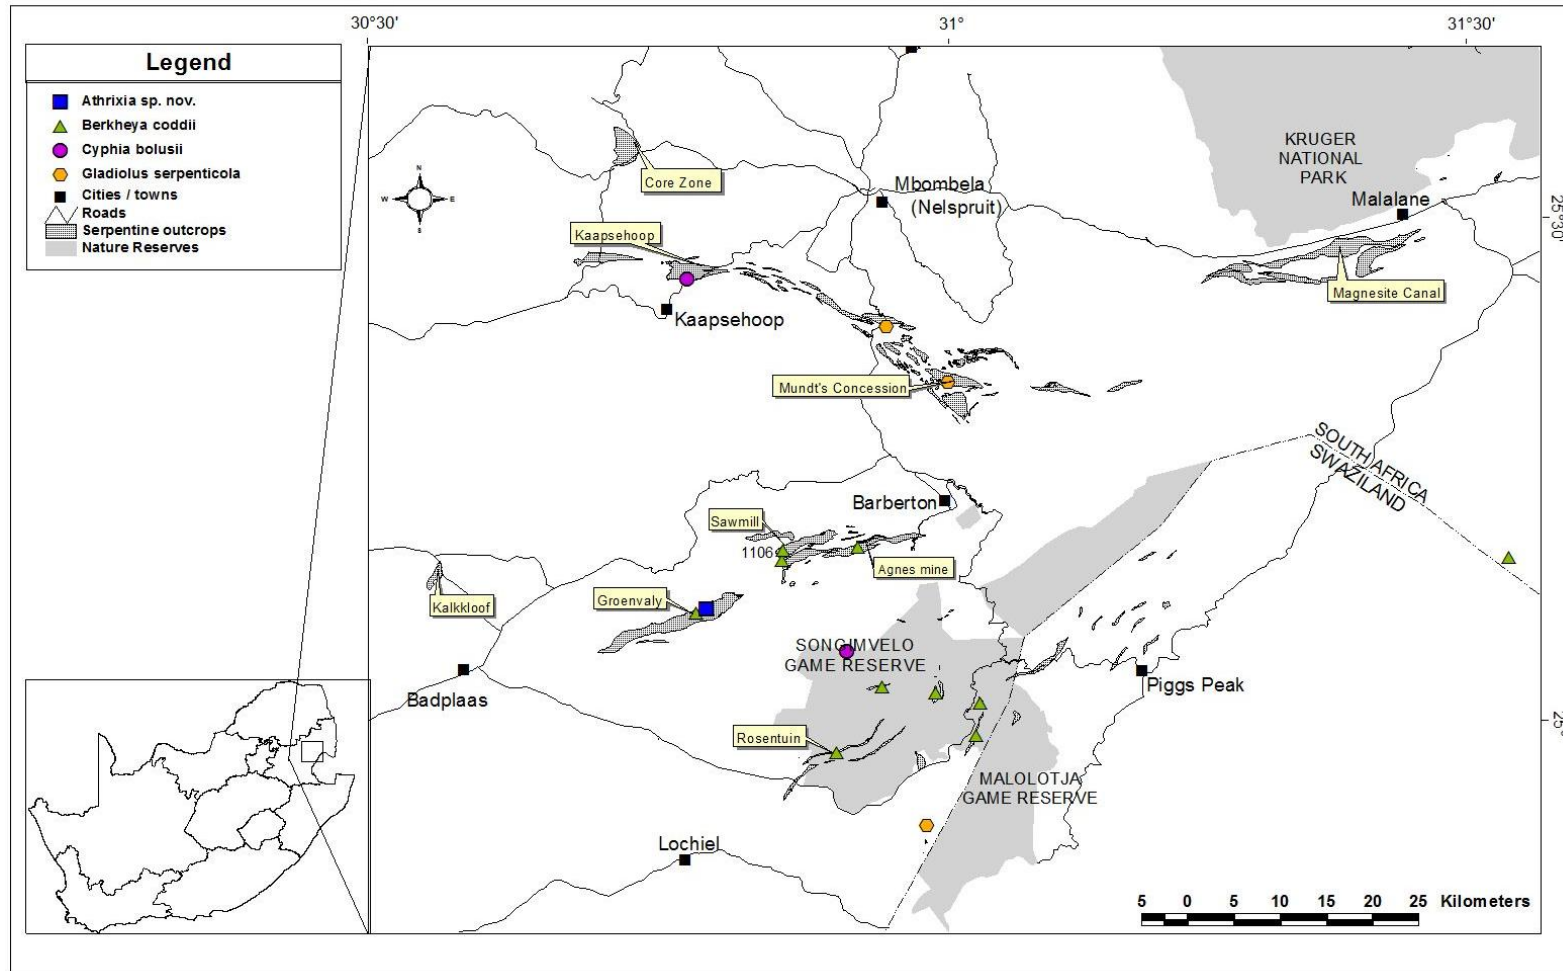 30°30'
31°
31°30'
Legend
Athrixia sp. nov.
Berkheya coddii
Cyphia bolusii
Gladiolus serpenticola
Cities / towns
Roads
Serpentine outcrops
Nature Reserves
N
W
E
S
Core Zone
Mbombela
(Nelspruit)
KRUGER
NATIONAL
PARK
Malalane
25°30'
Kaapsehoop
Magnesite Canal
Kaapsehoop
Mundt's Concession
SOUTH AFRICA
SWAZILAND
Barberton
Sawmill
1106
Agnes mine
Kalkkloof
Groenvaly
SONGIMVELO
GAME RESERVE
Badplaas
Piggs Peak
Rosentuin
25°
MALOLOTJA
GAME RESERVE
Lochiel
5 0 5 10 15 20 25 Kilometers